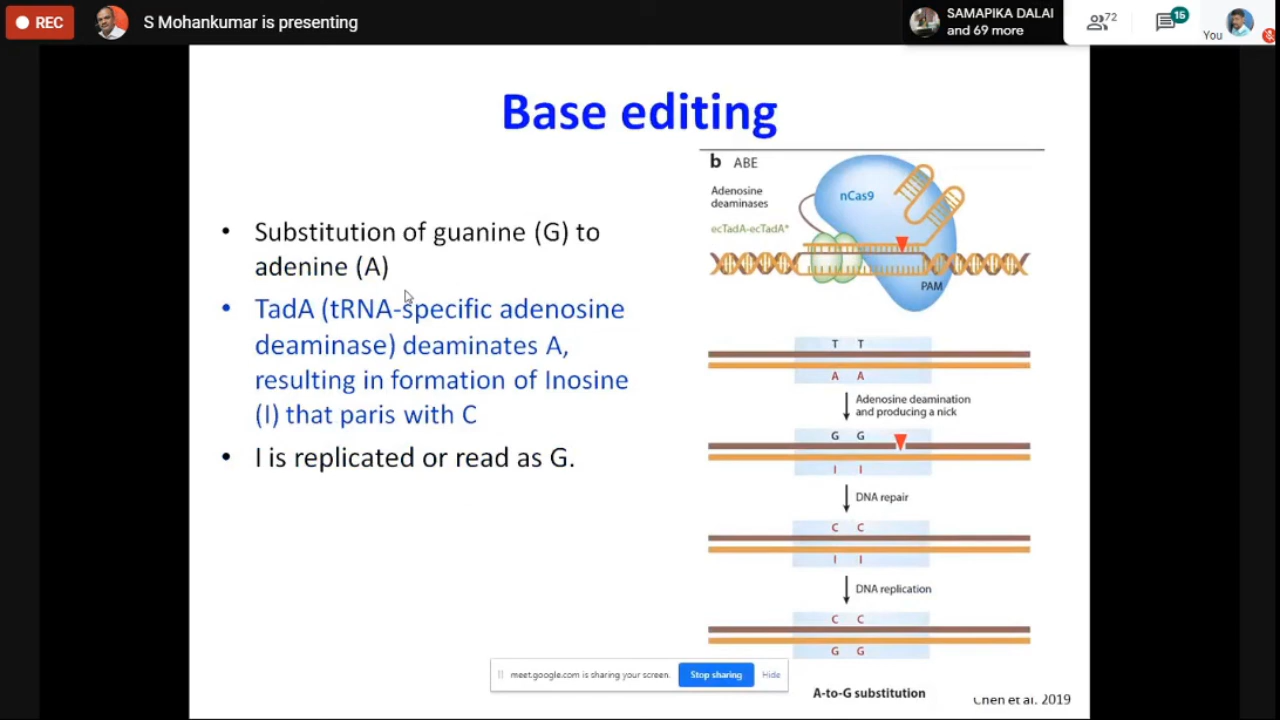 REC
S Mohankumar is presenting
SAMAPIKA DALAI
and 69 more
72
15
You
Base editing
• Substitution of guanine (G) to
adenine (A)
• TadA (tRNA-specific adenosine
deaminase) deaminates A,
resulting in formation of Inosine
(I) that paris with C
• I is replicated or read as G.
b ABE
Adenosine
deaminases
nCas9
ecTadA-ecTadA*
PAM
T T
A A
Adenosine deamination
and producing a nick
G G
I I
DNA repair
C C
I I
DNA replication
C C
G G
A-to-G substitution
Chen et al. 2019
meet.google.com is sharing your screen.
Stop sharing
Hide